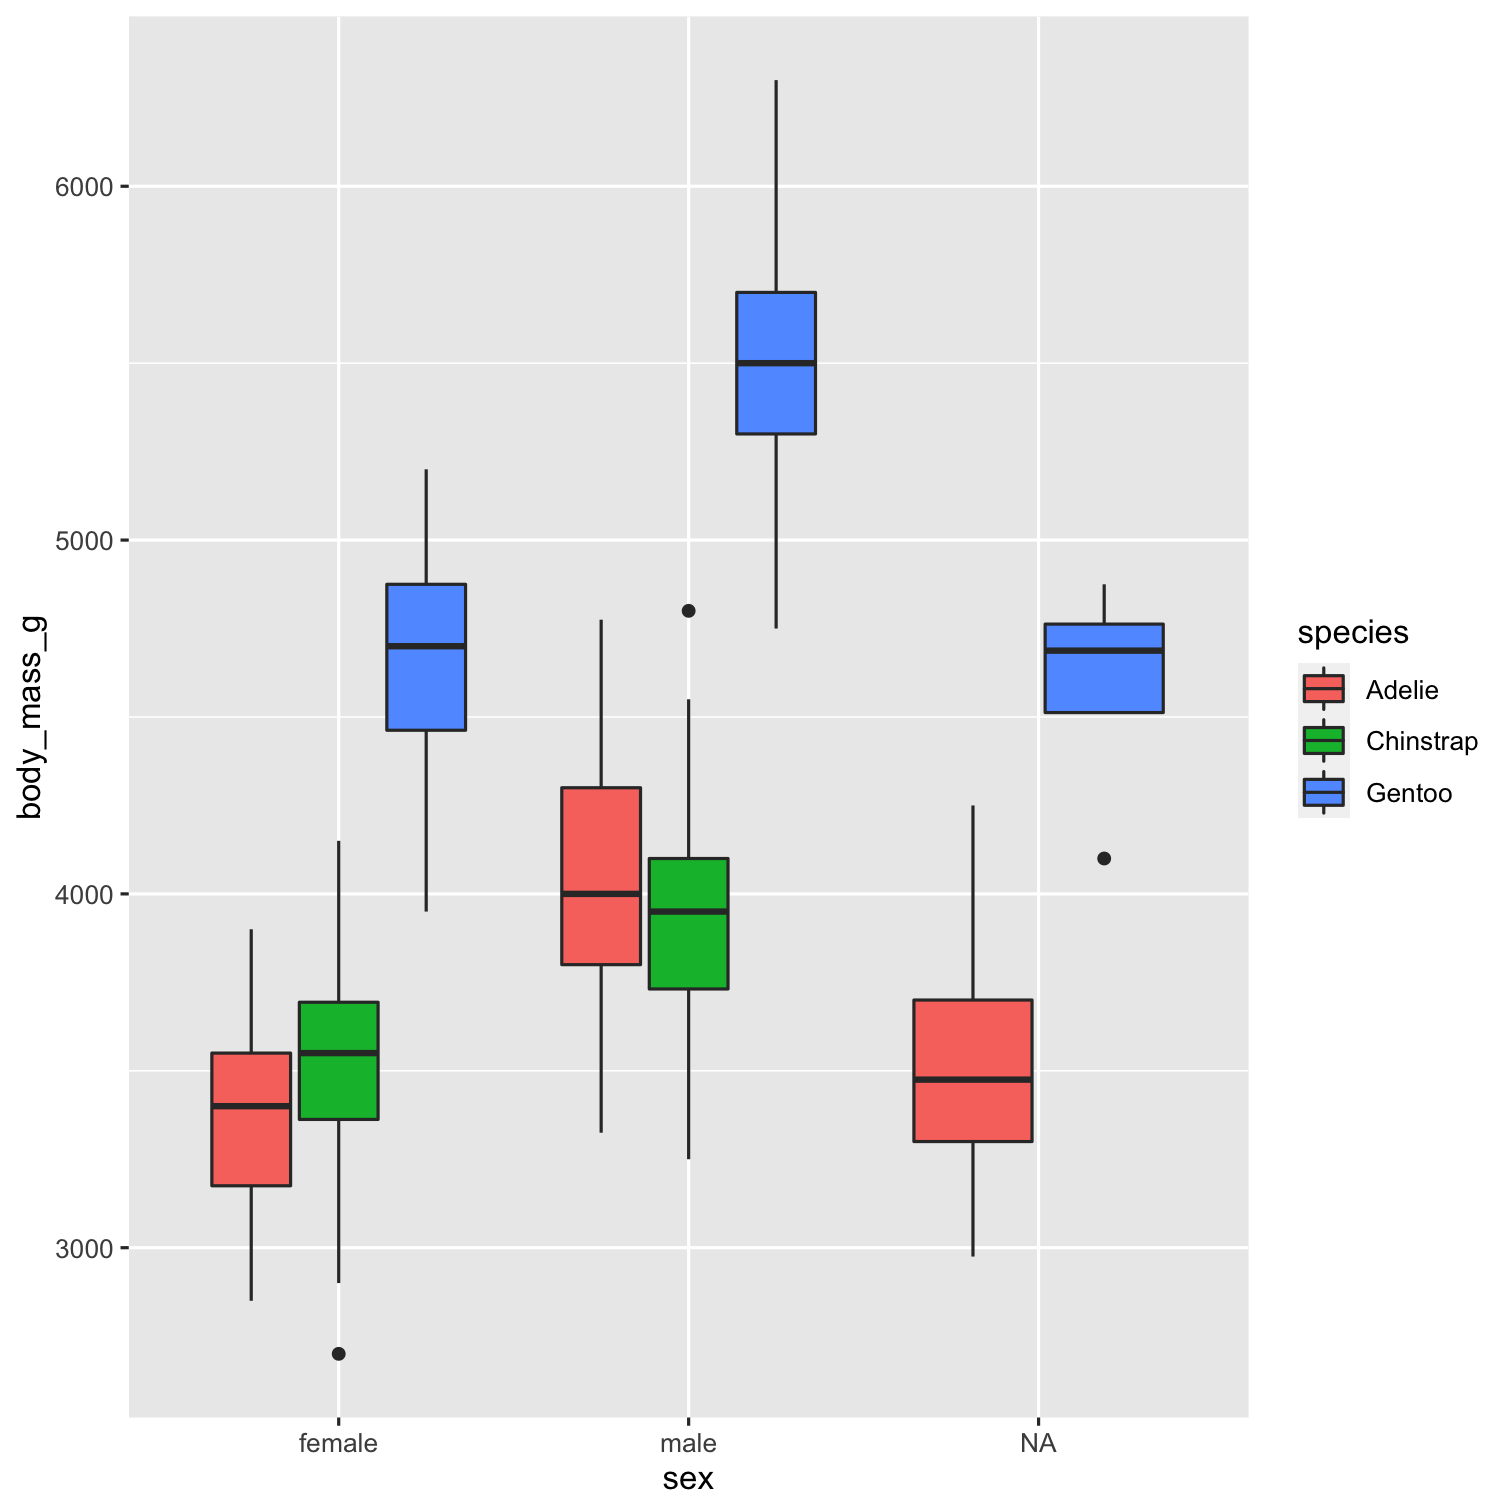 6000
5000
4000
3000
body_mass_g
female
male
NA
sex
species
Adelie
Chinstrap
Gentoo